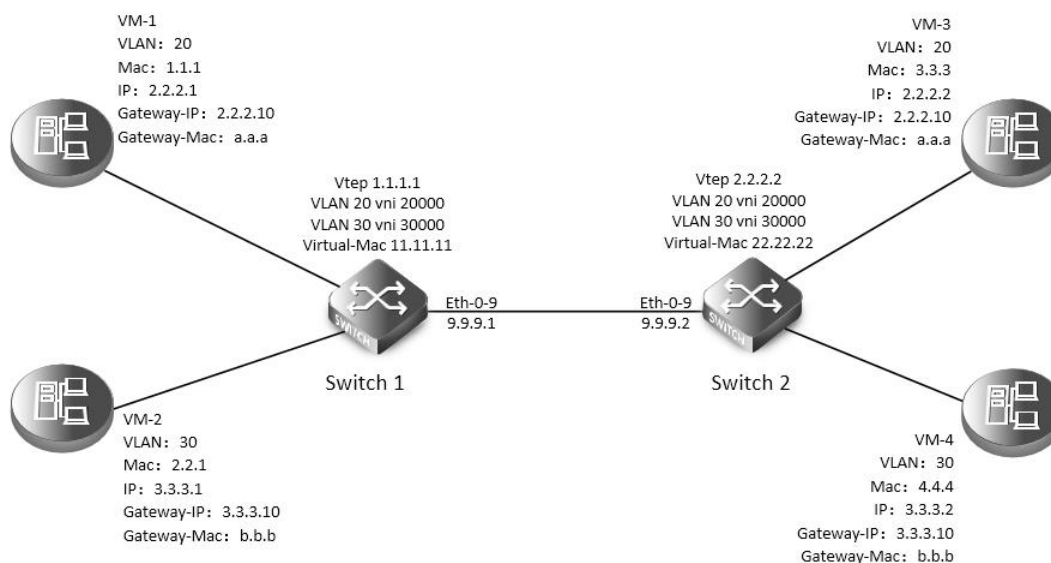 VM-1
VLAN：20
Mac：1.1.1
IP：2.2.2.1
Gateway-IP：2.2.2.10
Gateway-Mac：a.a.a
VM-3
VLAN：20
Mac：3.3.3
IP：2.2.2.2
Gateway-IP：2.2.2.10
Gateway-Mac：a.a.a
Vtep 1.1.1.1
VLAN 20 vni 20000
VLAN 30 vni 30000
Virtual-Mac 11.11.11
Vtep 2.2.2.2
VLAN 20 vni 20000
VLAN 30 vni 30000
Virtual-Mac 22.22.22
SWITCH
Eth-0-9
9.9.9.1
Eth-0-9
9.9.9.2
SWITCH
Switch 1
Switch 2
VM-2
VLAN：30
Mac：2.2.1
IP：3.3.3.1
Gateway-IP：3.3.3.10
Gateway-Mac：b.b.b
VM-4
VLAN：30
Mac：4.4.4
IP：3.3.3.2
Gateway-IP：3.3.3.10
Gateway-Mac：b.b.b